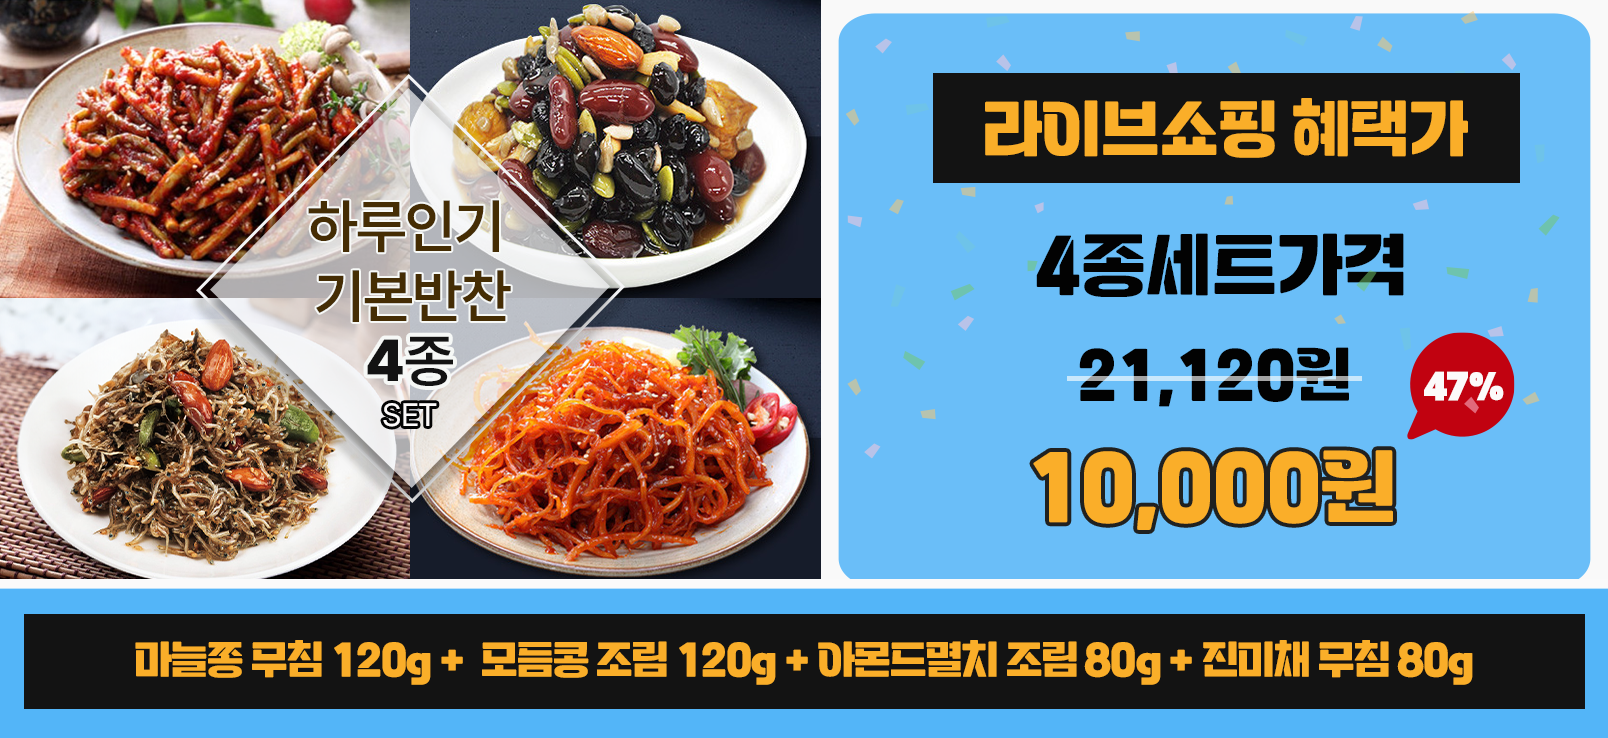 하루인기
기본반찬
4종
SET
라이브쇼핑 혜택가
4종세트가격
21,120원
47%
10,000원
마늘쫑 무침 120g + 모듬콩 조림 120g + 아몬드멸치 조림 80g + 진미채 무침 80g